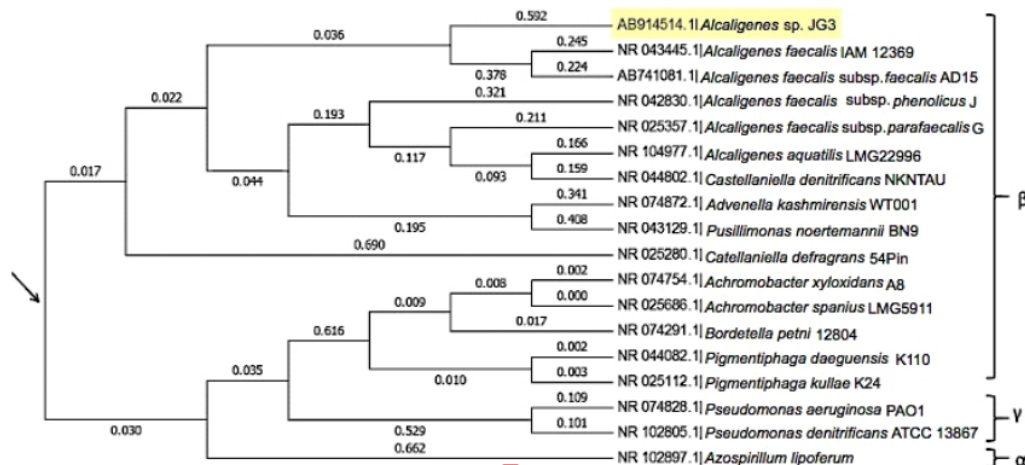 0.592
AB914514.1| Alcaligenes sp. JG3
0.036
0.245
NR 043445.1| Alcaligenes faecalis IAM 12369
0.378
0.224
AB741081.1| Alcaligenes faecalis subsp. faecalis AD15
0.022
0.321
NR 042830.1| Alcaligenes faecalis subsp. phenolicus J
0.193
0.211
NR 025357.1| Alcaligenes faecalis subsp. parafaecalis G
0.117
0.166
NR 104977.1| Alcaligenes aquatilis LMG22996
0.017
0.044
0.093
0.159
NR 044802.1| Castellaniella denitrificans NKNTAU
0.341
NR 074872.1| Advenella kashmirensis WT001
β
0.195
0.408
NR 043129.1| Pusillimonas noertemannii BN9
0.690
NR 025280.1| Catellaniella defragrans 54Pin
0.002
NR 074754.1| Achromobacter xyloxidans A8
0.008
0.009
0.000
NR 025686.1| Achromobacter spanius LMG5911
0.616
0.017
NR 074291.1| Bordetella petni 12804
0.002
NR 044082.1| Pigmentiphaga daeguensis K110
0.035
0.010
0.003
NR 025112.1| Pigmentiphaga kullae K24
0.109
NR 074828.1| Pseudomonas aeruginosa PAO1
γ
0.030
0.529
0.101
NR 102805.1| Pseudomonas denitrificans ATCC 13867
0.662
NR 102897.1| Azospirillum lipoferum
α